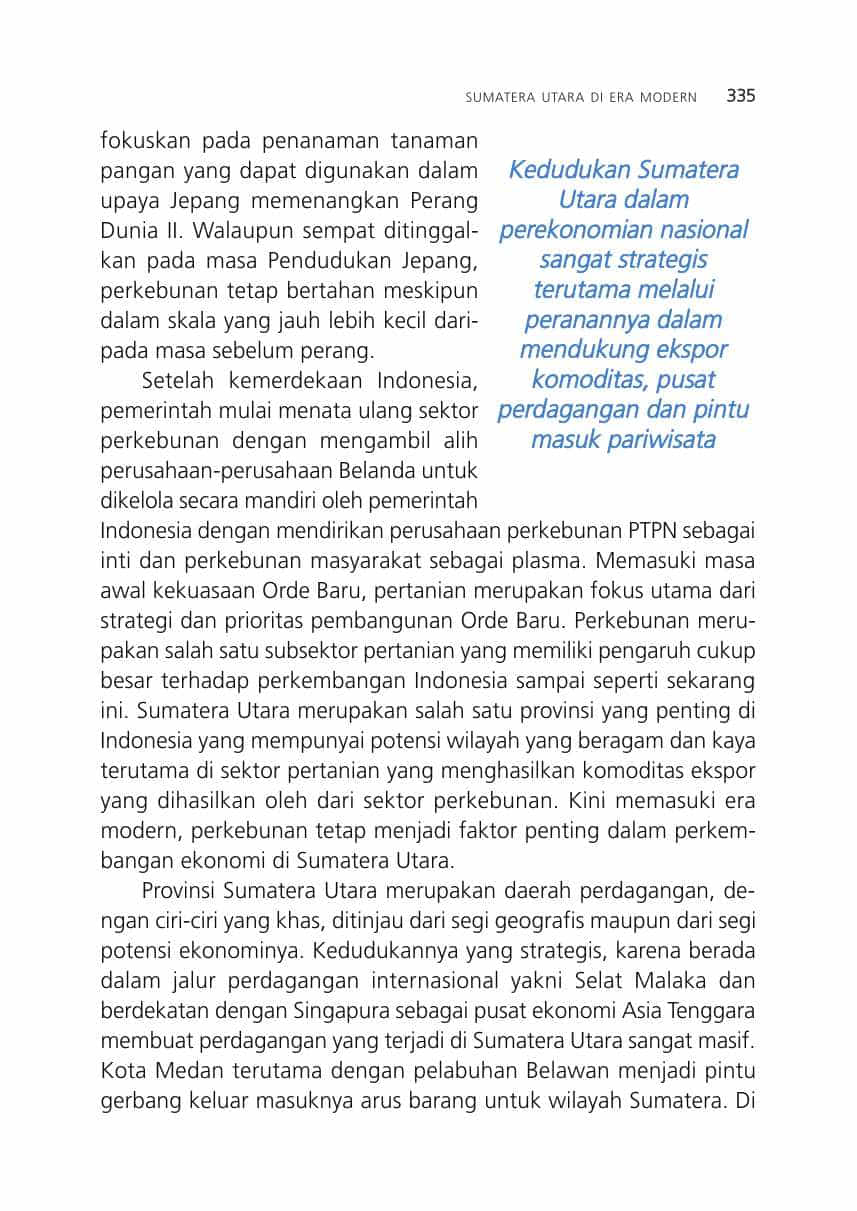 SUMATERA UTARA DI ERA MODERN 335
fokuskan pada penanaman tanaman
pangan yang dapat digunakan dalam
upaya Jepang memenangkan Perang
Dunia II. Walaupun sempat ditinggal-
kan pada masa Pendudukan Jepang,
perkebunan tetap bertahan meskipun
dalam skala yang jauh lebih kecil dari-
pada masa sebelum perang.
Setelah kemerdekaan Indonesia,
pemerintah mulai menata ulang sektor
perkebunan dengan mengambil alih
perusahaan-perusahaan Belanda untuk
dikelola secara mandiri oleh pemerintah
Kedudukan Sumatera
Utara dalam
perekonomian nasional
sangat strategis
terutama melalui
peranannya dalam
mendukung ekspor
komoditas, pusat
perdagangan dan pintu
masuk pariwisata
Indonesia dengan mendirikan perusahaan perkebunan PTPN sebagai
inti dan perkebunan masyarakat sebagai plasma. Memasuki masa
awal kekuasaan Orde Baru, pertanian merupakan fokus utama dari
strategi dan prioritas pembangunan Orde Baru. Perkebunan meru-
pakan salah satu subsektor pertanian yang memiliki pengaruh cukup
besar terhadap perkembangan Indonesia sampai seperti sekarang
ini. Sumatera Utara merupakan salah satu provinsi yang penting di
Indonesia yang mempunyai potensi wilayah yang beragam dan kaya
terutama di sektor pertanian yang menghasilkan komoditas ekspor
yang dihasilkan oleh dari sektor perkebunan. Kini memasuki era
modern, perkebunan tetap menjadi faktor penting dalam perkem-
bangan ekonomi di Sumatera Utara.
Provinsi Sumatera Utara merupakan daerah perdagangan, de-
ngan ciri-ciri yang khas, ditinjau dari segi geografis maupun dari segi
potensi ekonominya. Kedudukannya yang strategis, karena berada
dalam jalur perdagangan internasional yakni Selat Malaka dan
berdekatan dengan Singapura sebagai pusat ekonomi Asia Tenggara
membuat perdagangan yang terjadi di Sumatera Utara sangat masif.
Kota Medan terutama dengan pelabuhan Belawan menjadi pintu
gerbang keluar masuknya arus barang untuk wilayah Sumatera. Di